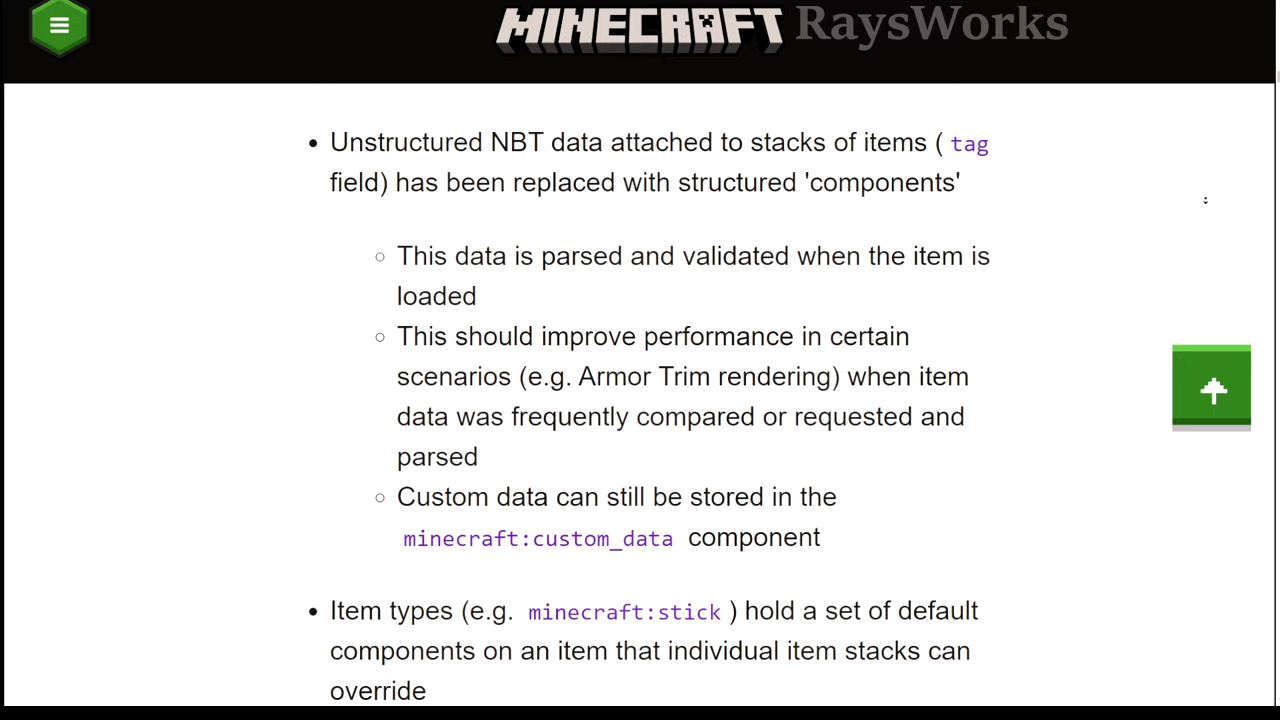 MINECRAFT RaysWorks
• Unstructured NBT data attached to stacks of items ( tag
field) has been replaced with structured 'components'
○ This data is parsed and validated when the item is
loaded
○ This should improve performance in certain
scenarios (e.g. Armor Trim rendering) when item
data was frequently compared or requested and
parsed
○ Custom data can still be stored in the
minecraft:custom_data component
• Item types (e.g. minecraft:stick ) hold a set of default
components on an item that individual item stacks can
override